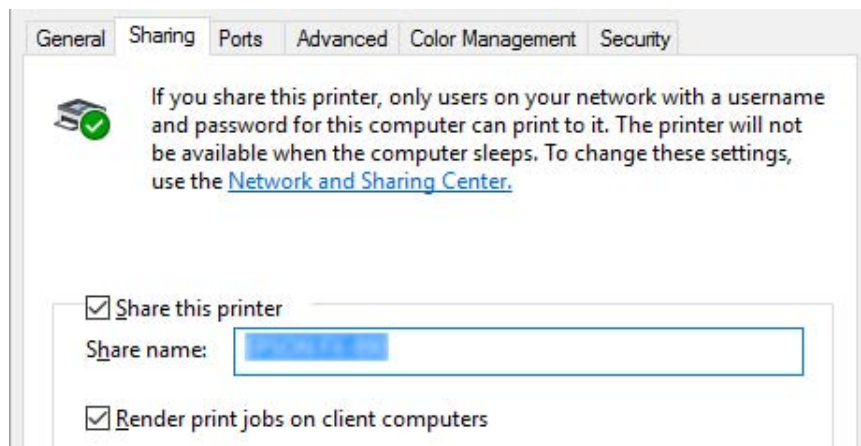 General Sharing Ports Advanced Color Management Security
If you share this printer, only users on your network with a username
and password for this computer can print to it. The printer will not
be available when the computer sleeps. To change these settings,
use the Network and Sharing Center.
Share this printer
Share name:
Render print jobs on client computers